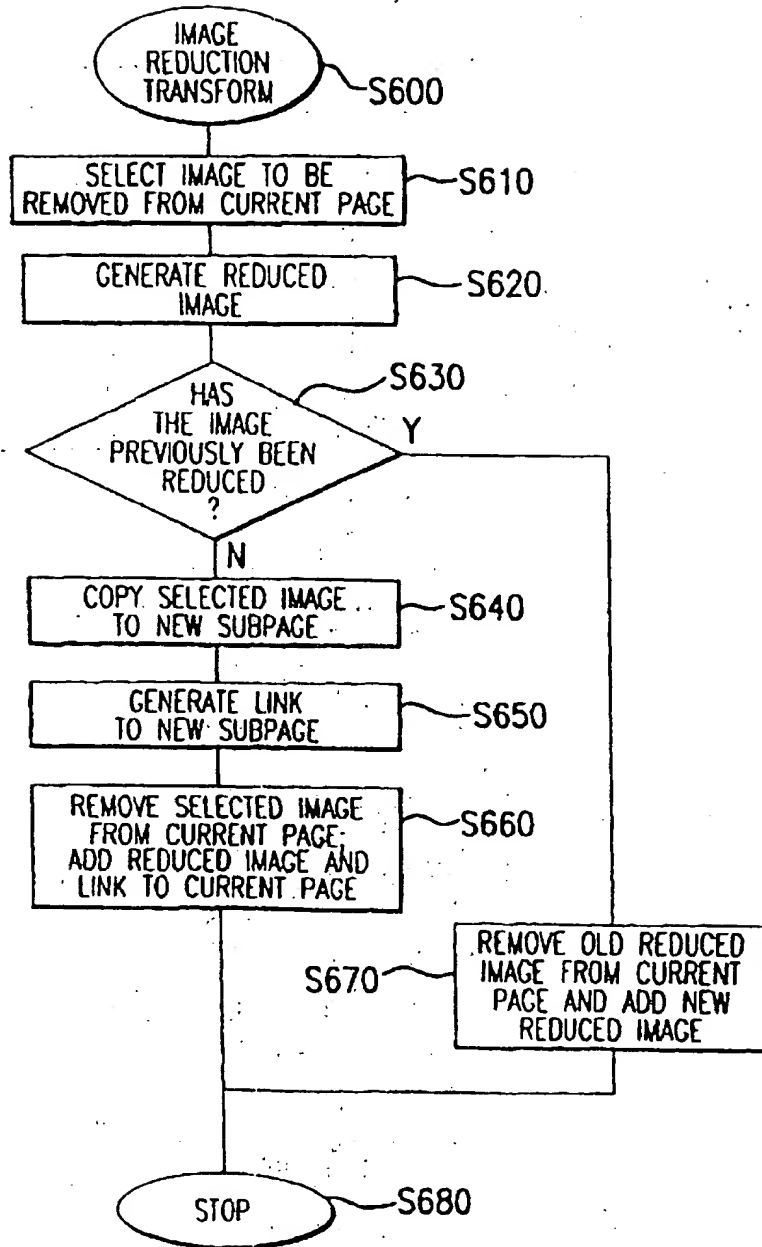 IMAGE
REDUCTION
TRANSFORM
S600
SELECT IMAGE TO BE
REMOVED FROM CURRENT PAGE
S610
GENERATE REDUCED
IMAGE
S620
HAS
THE IMAGE
PREVIOUSLY BEEN
REDUCED
?
S630
Y
N
COPY SELECTED IMAGE
TO NEW SUBPAGE
S640
GENERATE LINK
TO NEW SUBPAGE
S650
REMOVE SELECTED IMAGE
FROM CURRENT PAGE;
ADD REDUCED IMAGE AND
LINK TO CURRENT PAGE
S660
REMOVE OLD REDUCED
IMAGE FROM CURRENT
PAGE AND ADD NEW
REDUCED IMAGE
S670
STOP
S680